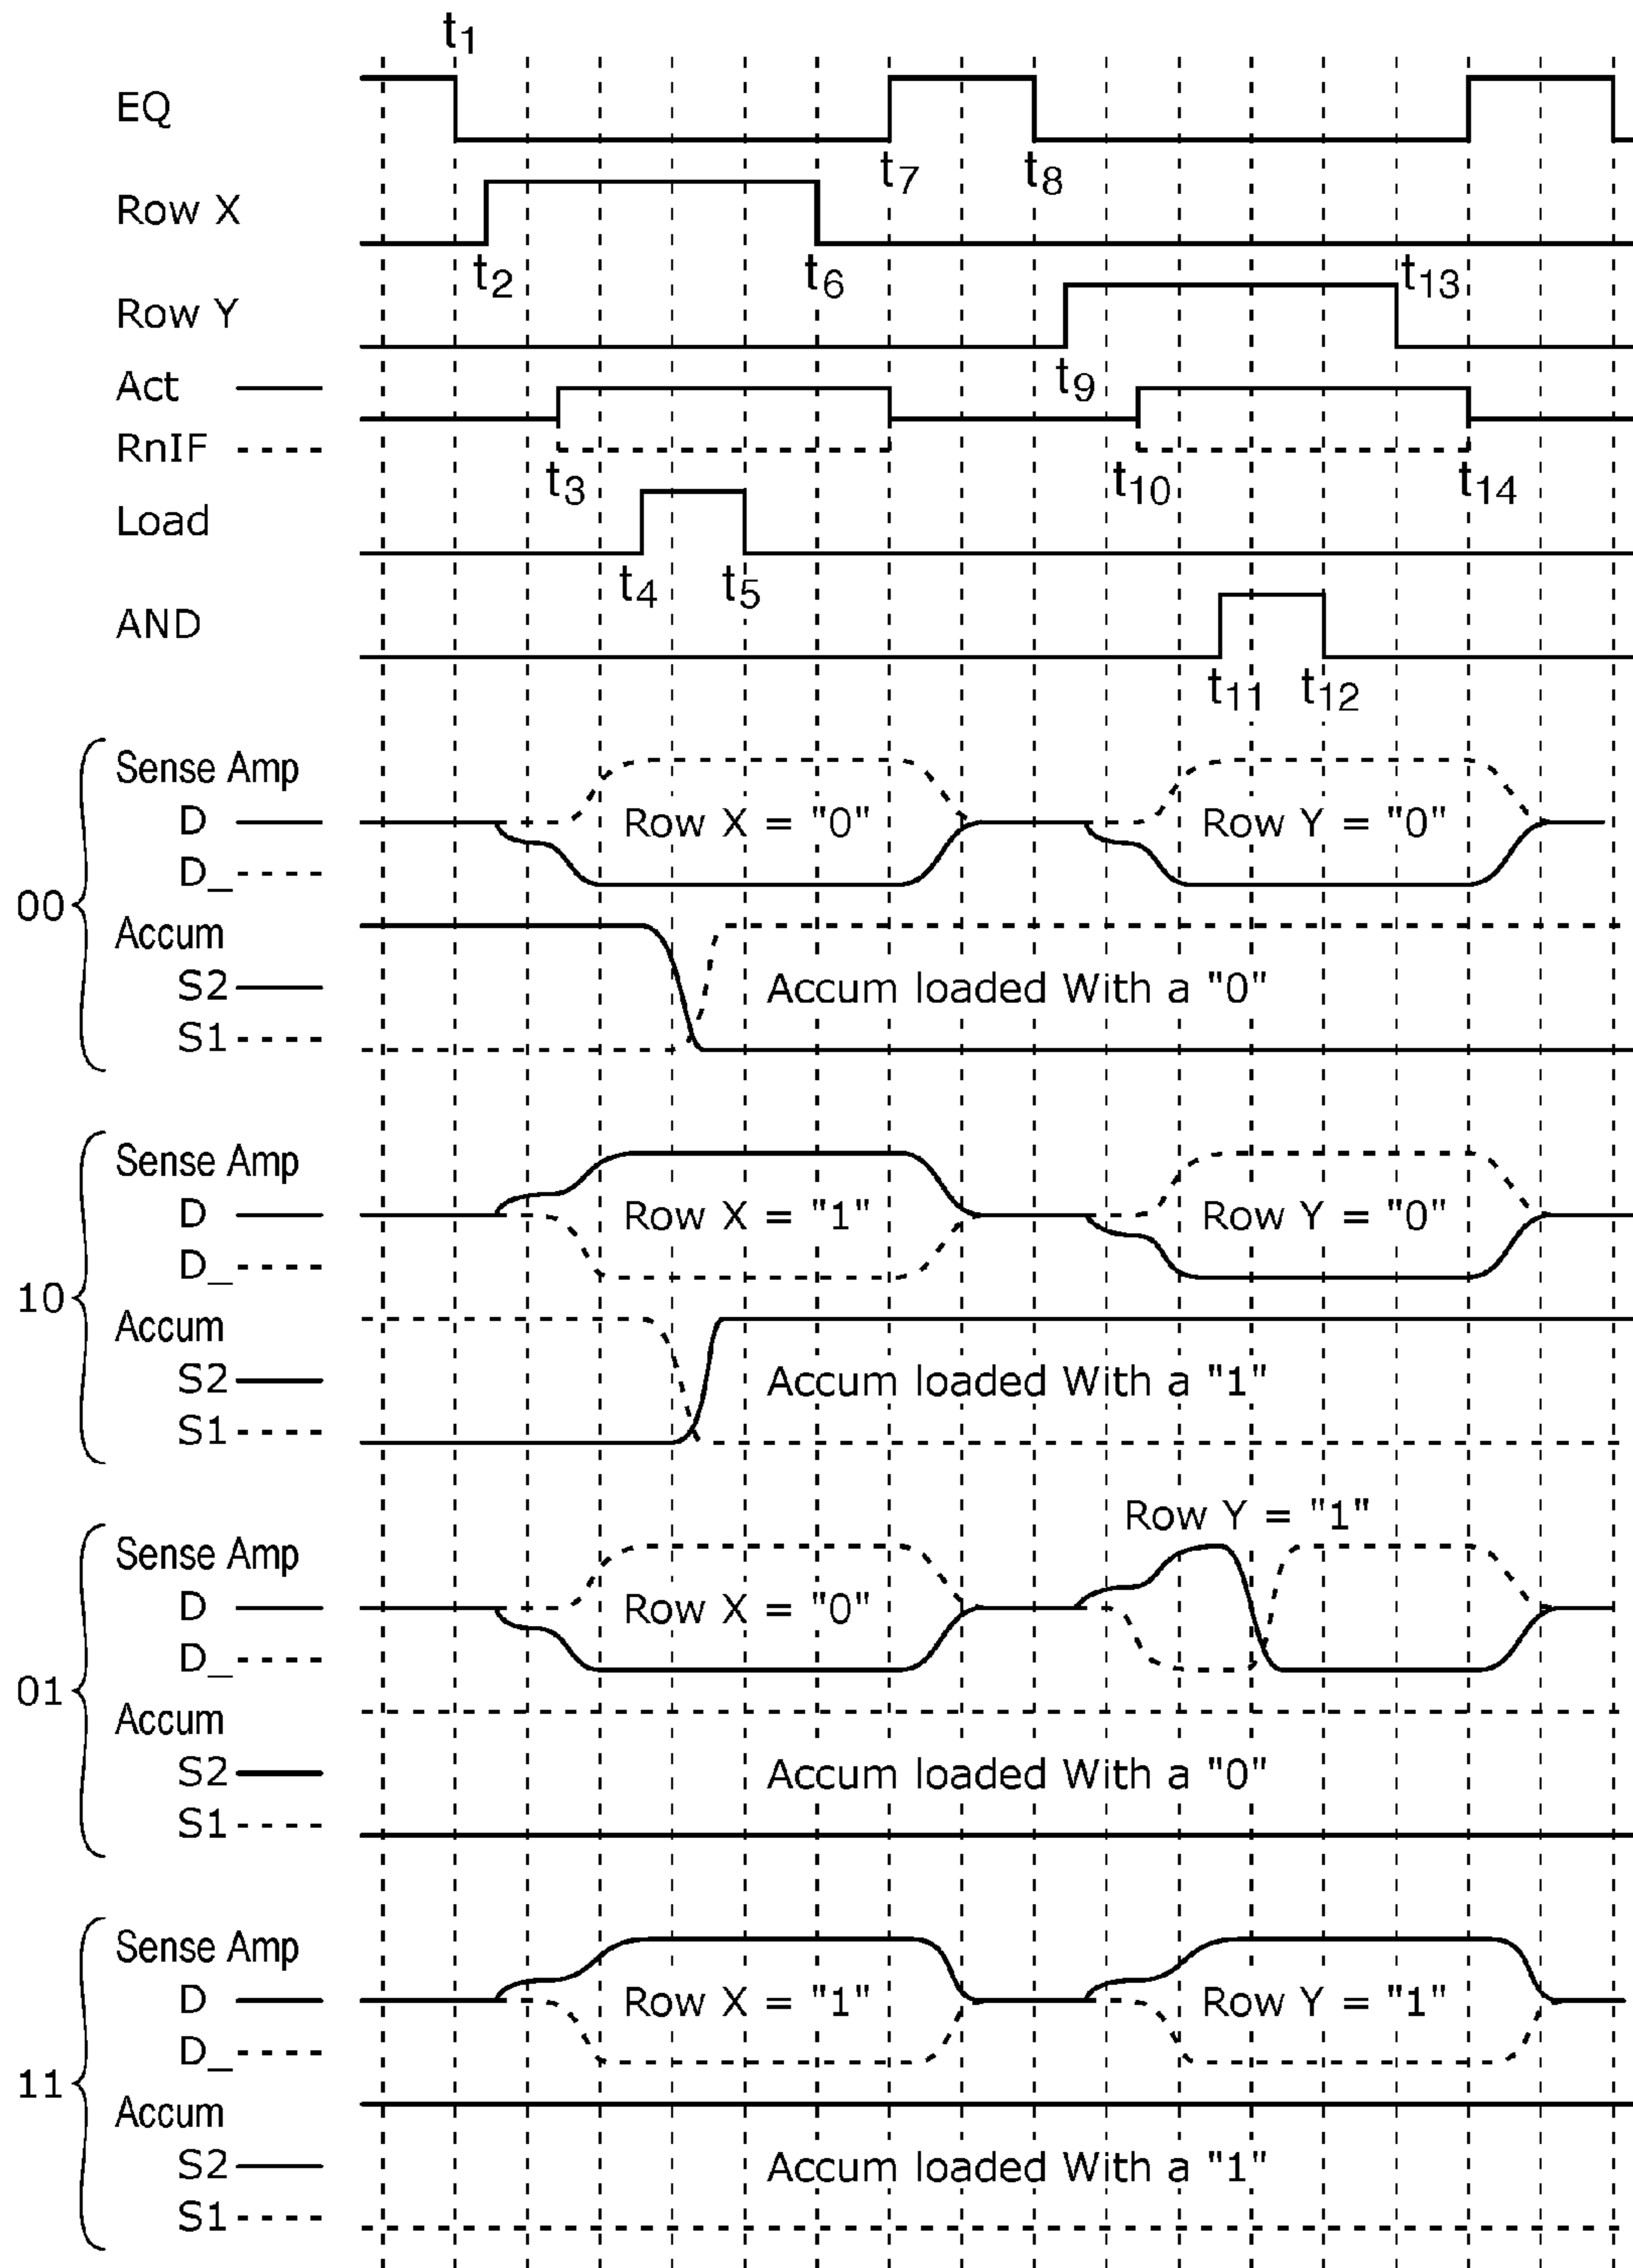 t1
EQ
t7 t8
Row X
t2 t6 t13
Row Y
t9
Act
RnIF
t3 t10 t14
Load
t4 t5
AND
t11 t12
00
Sense Amp
D Row X = "0" Row Y = "0"
D_
Accum
S2 Accum loaded With a "0"
S1
10
Sense Amp
D Row X = "1" Row Y = "0"
D_
Accum
S2 Accum loaded With a "1"
S1
Row Y = "1"
01
Sense Amp
D Row X = "0"
D_
Accum
S2 Accum loaded With a "0"
S1
11
Sense Amp
D Row X = "1" Row Y = "1"
D_
Accum
S2 Accum loaded With a "1"
S1